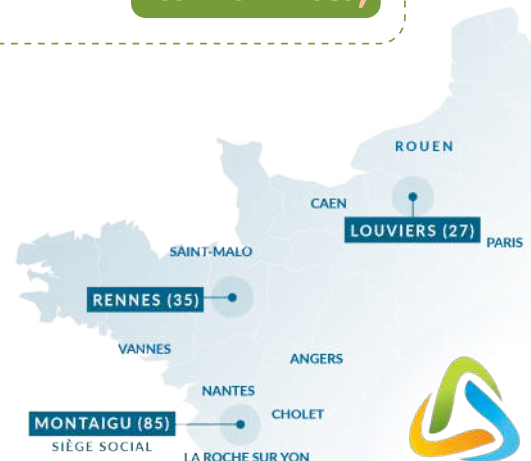 ROUEN
CAEN
LOUVIERS (27)
PARIS
SAINT-MALO
RENNES (35)
VANNES
ANGERS
NANTES
CHOLET
MONTAIGU (85)
SIÈGE SOCIAL
LA ROCHE SUR YON